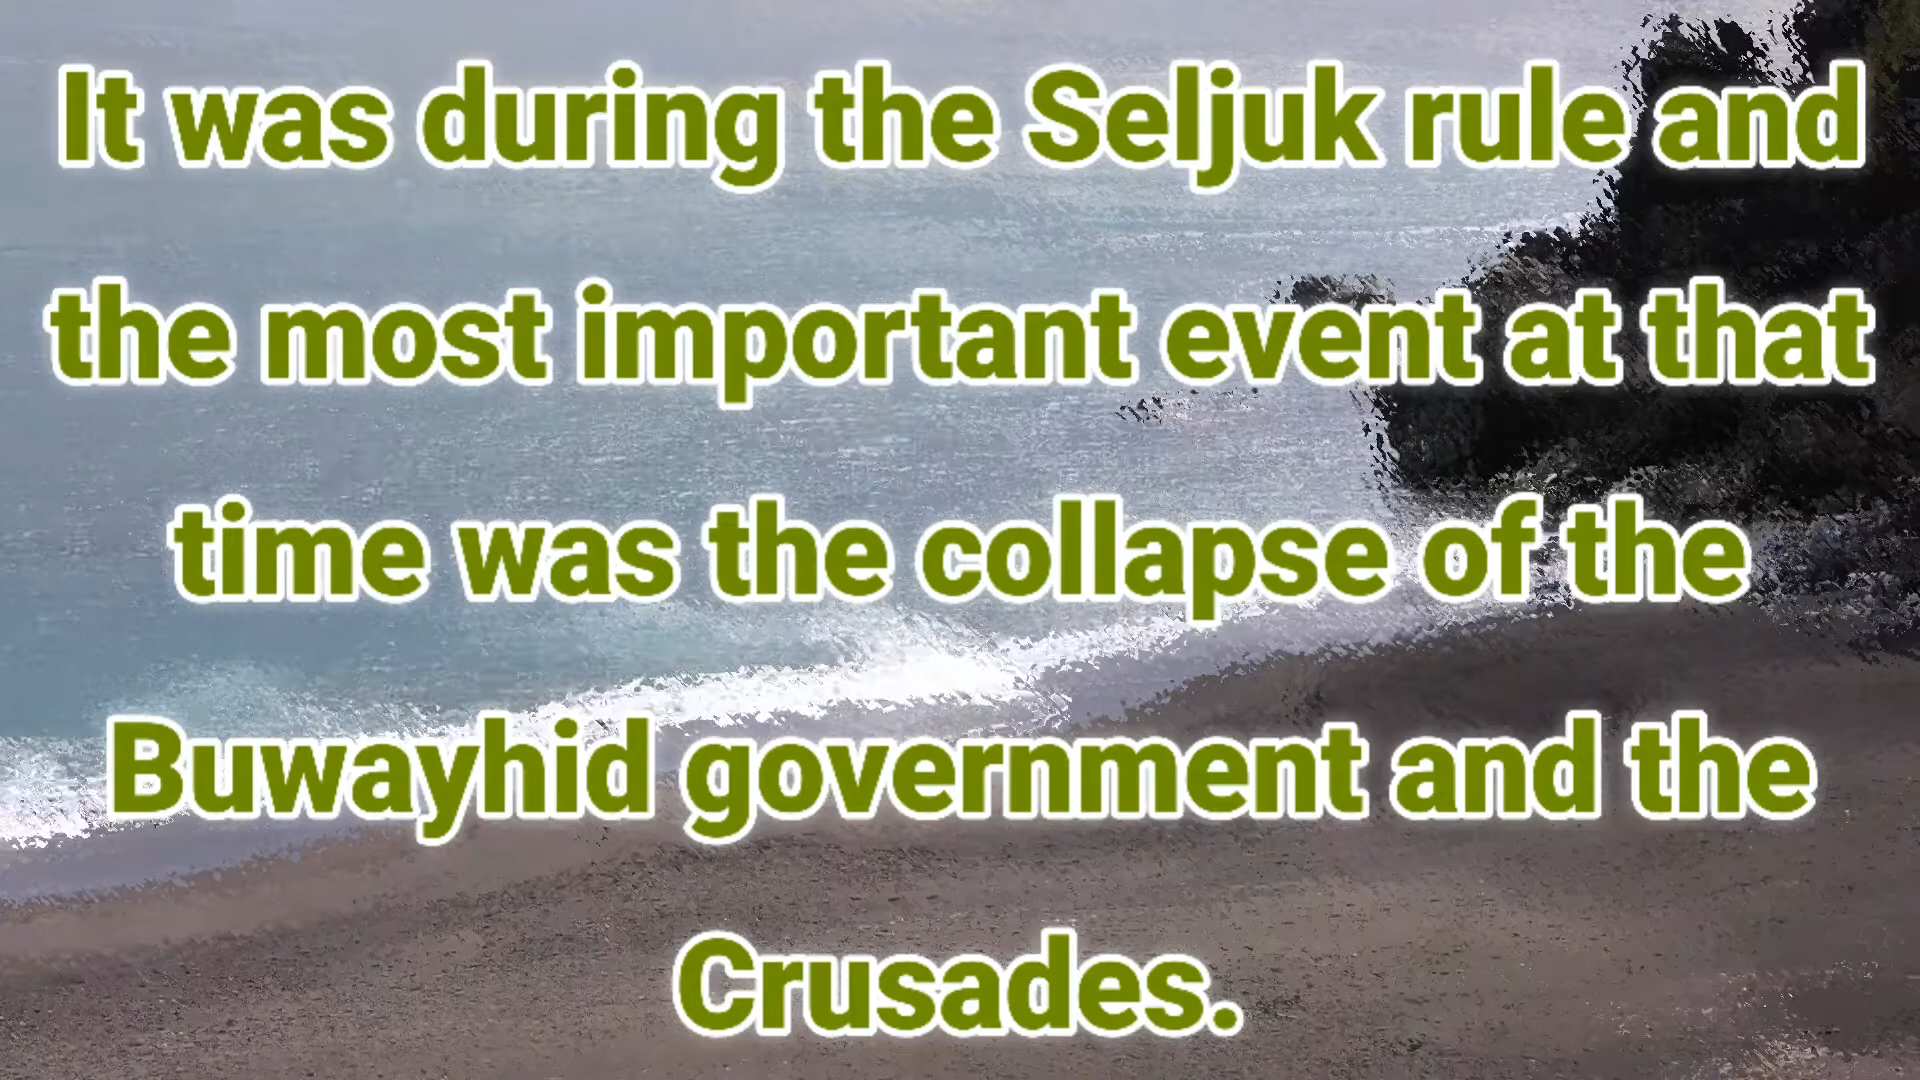 It was during the Seljuk rule and
the most important event at that
time was the collapse of the
Buwayhid government and the
Crusades.